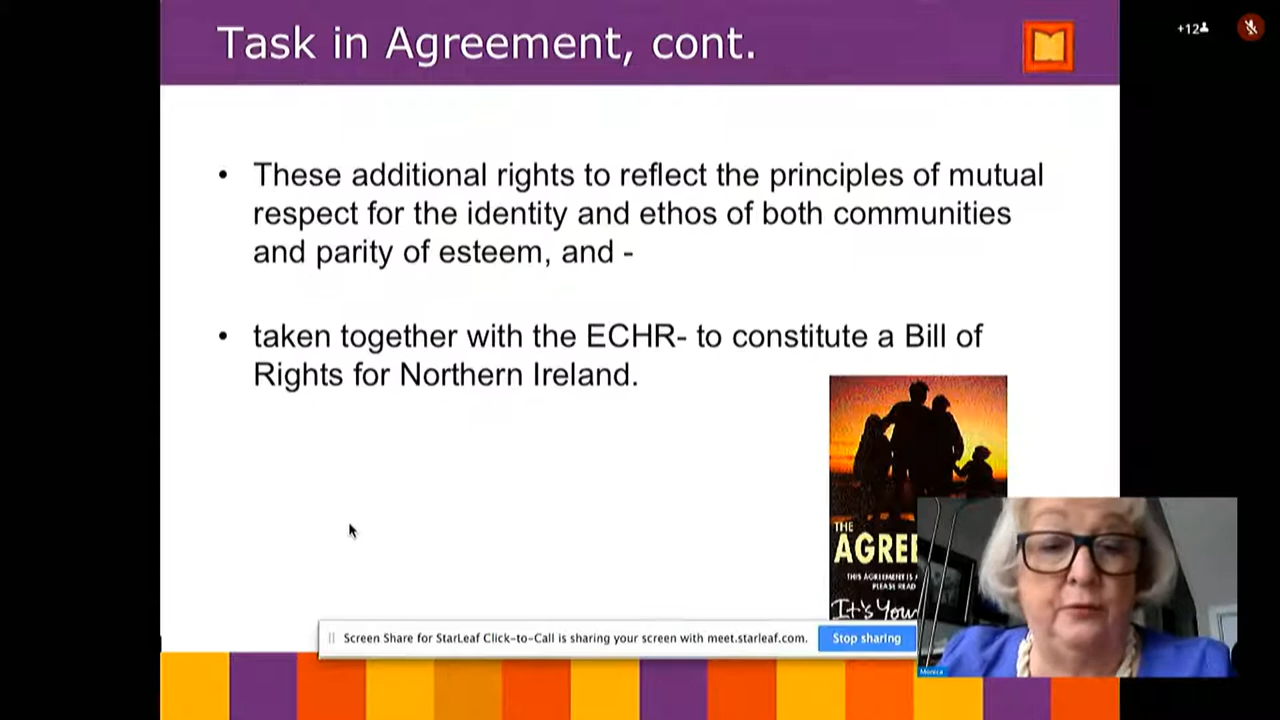 Task in Agreement, cont.
+12
• These additional rights to reflect the principles of mutual
respect for the identity and ethos of both communities
and parity of esteem, and -
• taken together with the ECHR- to constitute a Bill of
Rights for Northern Ireland.
THE
AGREE
THIS AGREEMENT IS
PLEASE READ
It's Your
Screen Share for StarLeaf Click-to-Call is sharing your screen with meet.starleaf.com.
Stop sharing
Monica